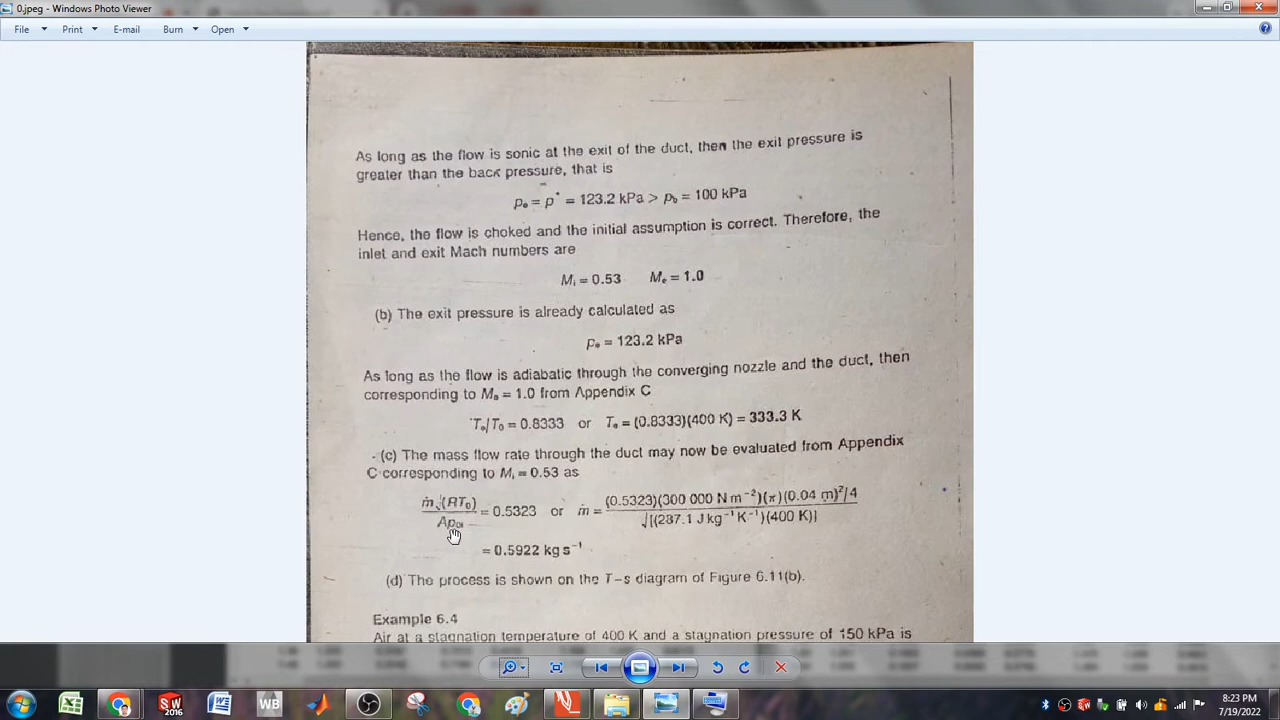 0.jpeg - Windows Photo Viewer
File Print E-mail Burn Open
As long as the flow is sonic at the exit of the duct, then the exit pressure is
greater than the back pressure, that is
pₑ = p* = 123.2 kPa > p_b = 100 kPa
Hence, the flow is choked and the initial assumption is correct. Therefore, the
inlet and exit Mach numbers are
Mᵢ = 0.53 Mₑ = 1.0
(b) The exit pressure is already calculated as
pₑ = 123.2 kPa
As long as the flow is adiabatic through the converging nozzle and the duct, then
corresponding to Mₑ = 1.0 from Appendix C
Tₑ/T₀ = 0.8333 or Tₑ = (0.8333)(400 K) = 333.3 K
(c) The mass flow rate through the duct may now be evaluated from Appendix
C corresponding to Mᵢ = 0.53 as
ṁ√(RT₀)/Ap₀ᵢ = 0.5323 or ṁ = (0.5323)(300 000 N m⁻²)(π)(0.04 m)²/4 / √[(287.1 J kg⁻¹ K⁻¹)(400 K)]
= 0.5922 kg s⁻¹
(d) The process is shown on the T–s diagram of Figure 6.11(b).
Example 6.4
Air at a stagnation temperature of 400 K and a stagnation pressure of 150 kPa is
SW
2016
WB
8:23 PM
7/19/2022